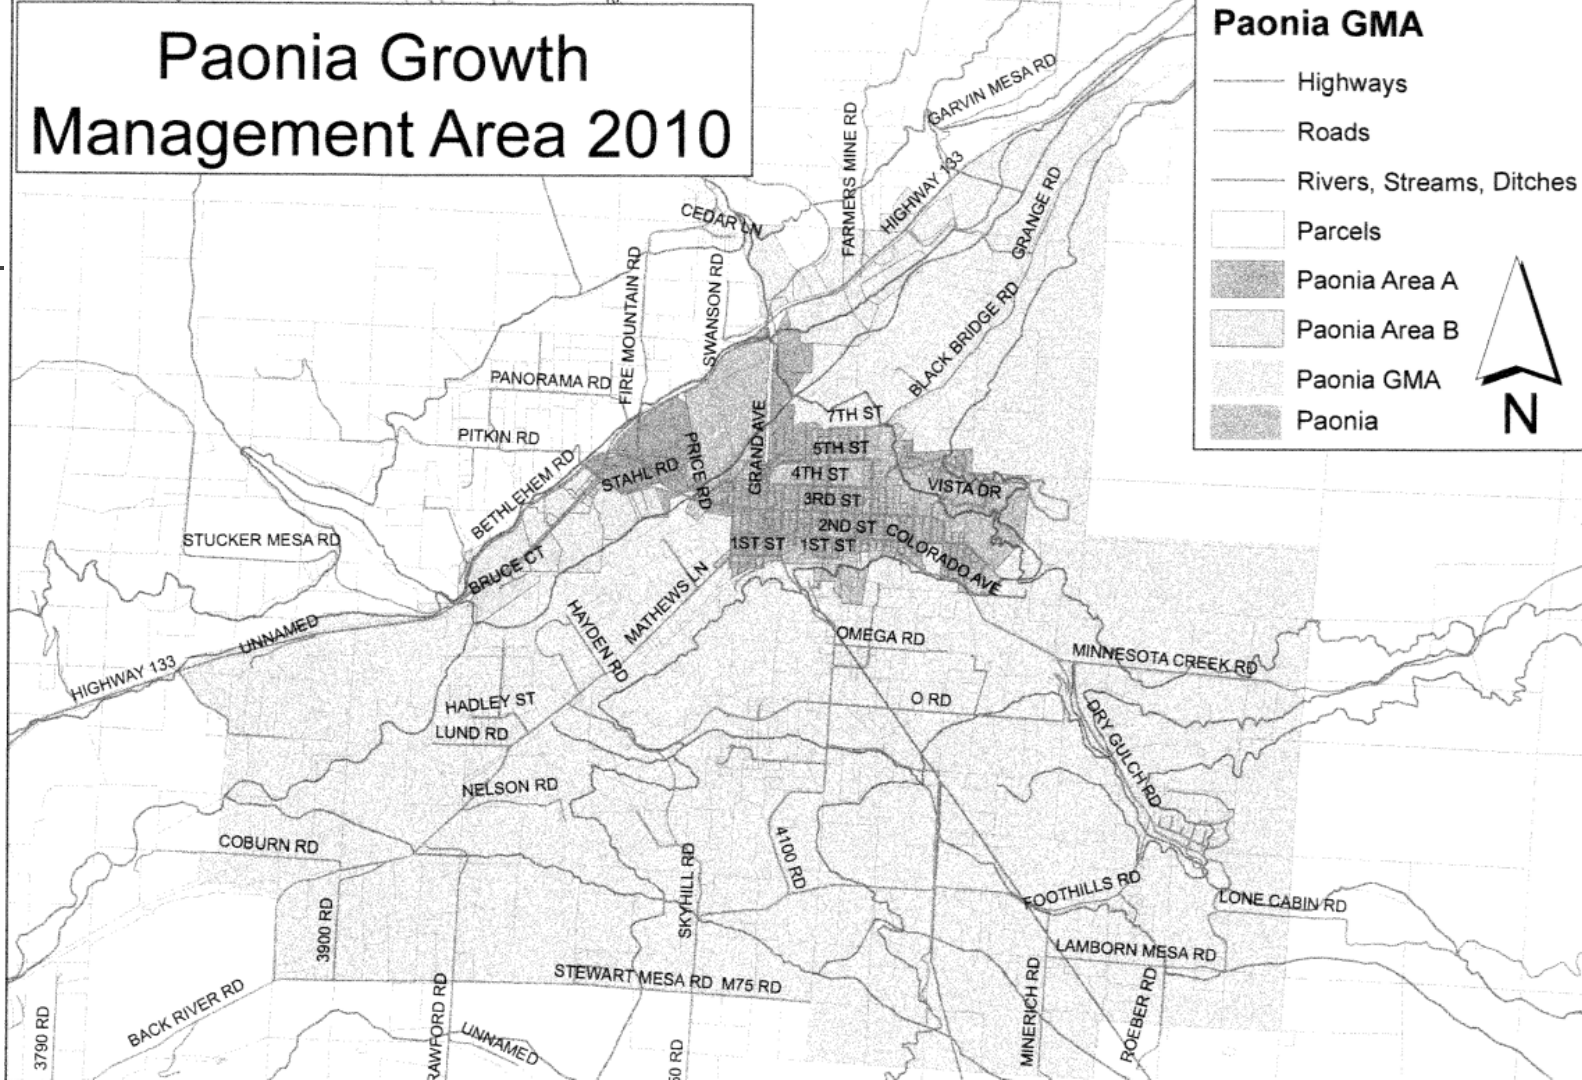 Paonia Growth
Management Area 2010
Paonia GMA
Highways
Roads
Rivers, Streams, Ditches
Parcels
Paonia Area A
Paonia Area B
Paonia GMA
Paonia
N
GARVIN MESA RD
FARMERS MINE RD
HIGHWAY 133
GRANGE RD
CEDAR LN
FIRE MOUNTAIN RD
SWANSON RD
BLACK BRIDGE RD
PANORAMA RD
PITKIN RD
7TH ST
GRAND AVE
PRICE RD
5TH ST
BETHLEHEM RD
STAHL RD
4TH ST
VISTA DR
3RD ST
2ND ST
COLORADO AVE
STUCKER MESA RD
1ST ST
1ST ST
BRUCE CT
MATHEWS LN
HAYDEN RD
UNNAMED
OMEGA RD
HIGHWAY 133
MINNESOTA CREEK RD
HADLEY ST
O RD
LUND RD
DRY GULCH RD
NELSON RD
COBURN RD
4100 RD
SKYHILL RD
FOOTHILLS RD
LONE CABIN RD
3900 RD
LAMBORN MESA RD
STEWART MESA RD M75 RD
BACK RIVER RD
MINERICH RD
ROEBER RD
3790 RD
RAWFORD RD
UNNAMED
50 RD